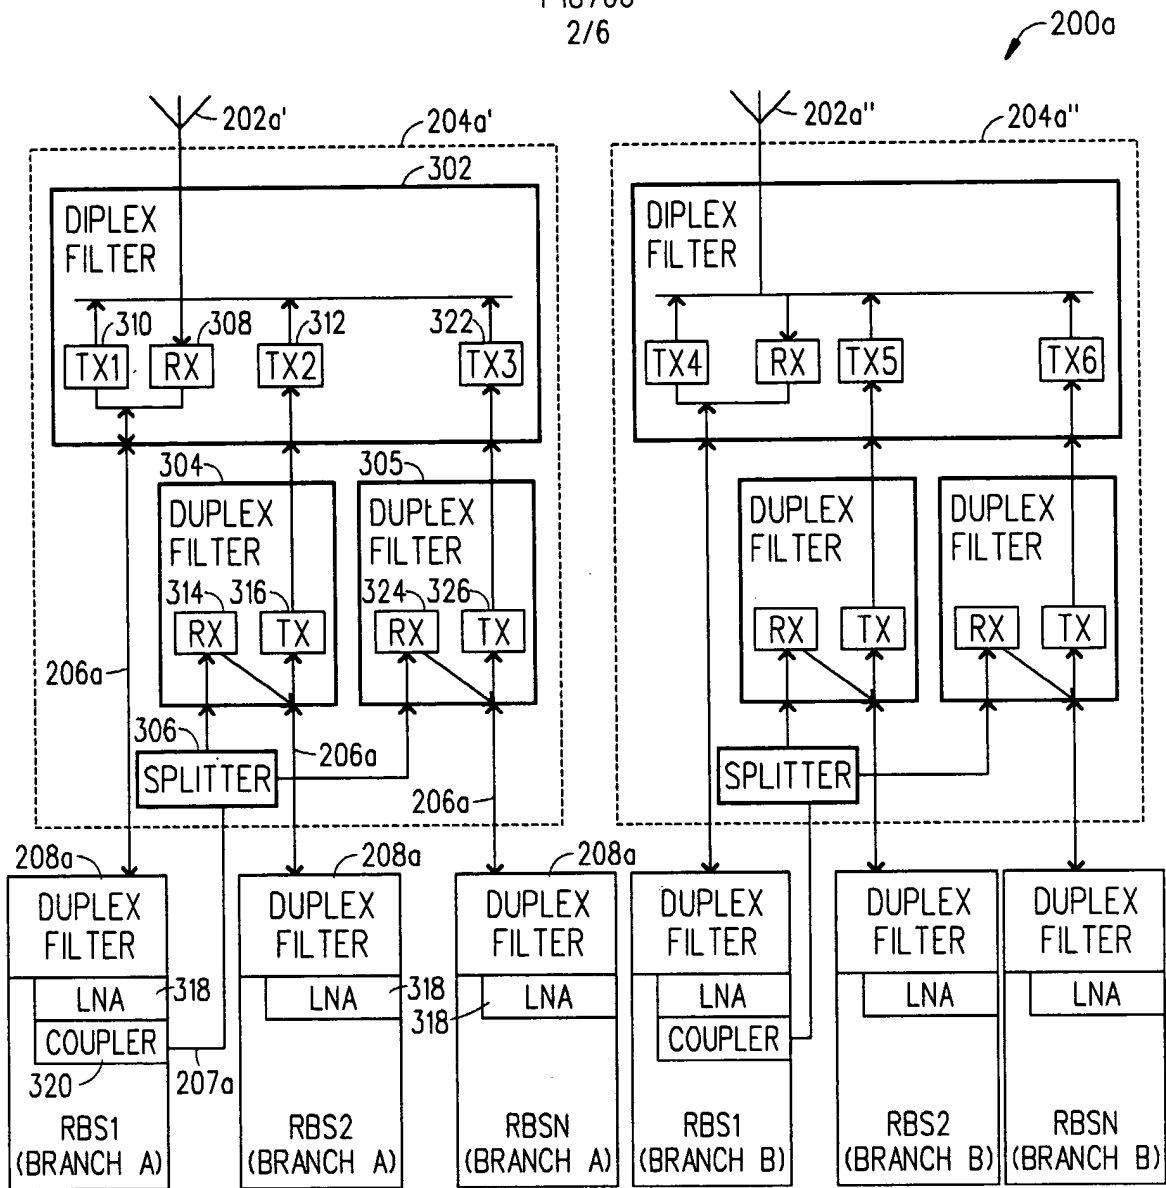 2/6
200a
202a'
204a'
202a"
204a"
302
DIPLEX
FILTER
310
308
312
322
TX1
RX
TX2
TX3
DIPLEX
FILTER
TX4
RX
TX5
TX6
304
305
DUPLEX
FILTER
314
316
RX
TX
DUPLEX
FILTER
324
326
RX
TX
DUPLEX
FILTER
RX
TX
DUPLEX
FILTER
RX
TX
206a
306
SPLITTER
206a
206a
SPLITTER
208a
DUPLEX
FILTER
LNA
318
COUPLER
320
207a
RBS1
(BRANCH A)
208a
DUPLEX
FILTER
LNA
318
RBS2
(BRANCH A)
208a
DUPLEX
FILTER
LNA
318
RBSN
(BRANCH A)
DUPLEX
FILTER
LNA
COUPLER
RBS1
(BRANCH B)
DUPLEX
FILTER
LNA
RBS2
(BRANCH B)
DUPLEX
FILTER
LNA
RBSN
(BRANCH B)